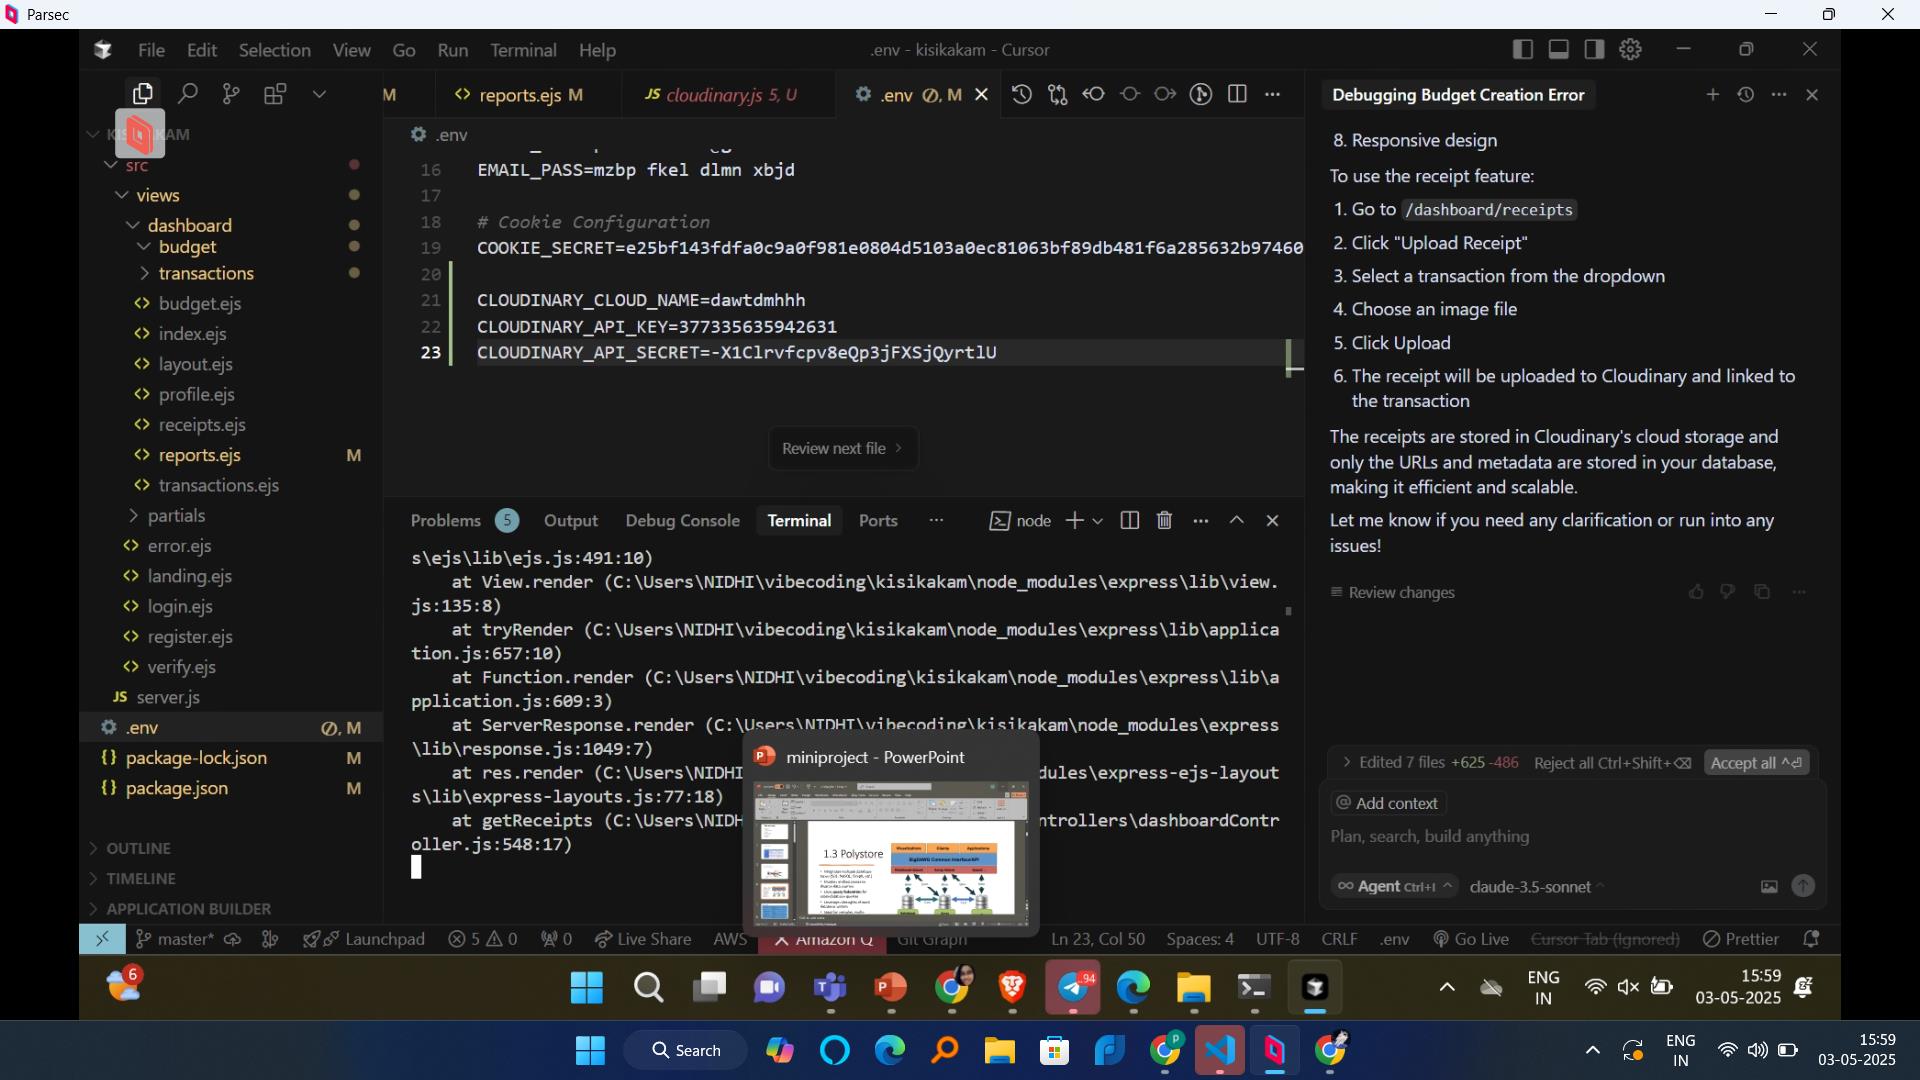 Parsec
File Edit Selection View Go Run Terminal Help
.env - kisikakam - Cursor
M
reports.ejs M
JS cloudinary.js 5, U
.env M
KISIKAKAM
src
views
dashboard
budget
transactions
budget.ejs
index.ejs
layout.ejs
profile.ejs
receipts.ejs
reports.ejs M
transactions.ejs
partials
error.ejs
landing.ejs
login.ejs
register.ejs
verify.ejs
JS server.js
.env M
{} package-lock.json M
{} package.json M
OUTLINE
TIMELINE
APPLICATION BUILDER
.env
16 EMAIL_PASS=mzbp fkel dlmn xbjd
17
18 # Cookie Configuration
19 COOKIE_SECRET=e25bf143fdfa0c9a0f981e0804d5103a0ec81063bf89db481f6a285632b97460
20
21 CLOUDINARY_CLOUD_NAME=dawtdmhhh
22 CLOUDINARY_API_KEY=377335635942631
23 CLOUDINARY_API_SECRET=-X1Clrvfcpv8eQp3jFXSjQyrtlU
Review next file
Problems 5 Output Debug Console Terminal Ports ... node
s\ejs\lib\ejs.js:491:10)
at View.render (C:\Users\NIDHI\vibecoding\kisikakam\node_modules\express\lib\view.
js:135:8)
at tryRender (C:\Users\NIDHI\vibecoding\kisikakam\node_modules\express\lib\applica
tion.js:657:10)
at Function.render (C:\Users\NIDHI\vibecoding\kisikakam\node_modules\express\lib\a
pplication.js:609:3)
at ServerResponse.render (C:\Users\NIDHI\vibecoding\kisikakam\node_modules\express
\lib\response.js:1049:7)
at res.render (C:\Users\NIDHI dules\express-ejs-layout
s\lib\express-layouts.js:77:18)
at getReceipts (C:\Users\NIDH ntrollers\dashboardContr
oller.js:548:17)
miniproject - PowerPoint
1.3 Polystore
Debugging Budget Creation Error
8. Responsive design
To use the receipt feature:
1. Go to /dashboard/receipts
2. Click "Upload Receipt"
3. Select a transaction from the dropdown
4. Choose an image file
5. Click Upload
6. The receipt will be uploaded to Cloudinary and linked to
the transaction
The receipts are stored in Cloudinary's cloud storage and
only the URLs and metadata are stored in your database,
making it efficient and scalable.
Let me know if you need any clarification or run into any
issues!
Review changes
Edited 7 files +625 -486 Reject all Ctrl+Shift+⌫ Accept all ^⏎
@ Add context
Plan, search, build anything
∞ Agent Ctrl+I claude-3.5-sonnet
master* Launchpad 5 0 0 Live Share AWS Amazon Q Git Graph Ln 23, Col 50 Spaces: 4 UTF-8 CRLF .env Go Live Cursor Tab (Ignored) Prettier
6
94
ENG
IN
15:59
03-05-2025
Search
P
ENG
IN
15:59
03-05-2025